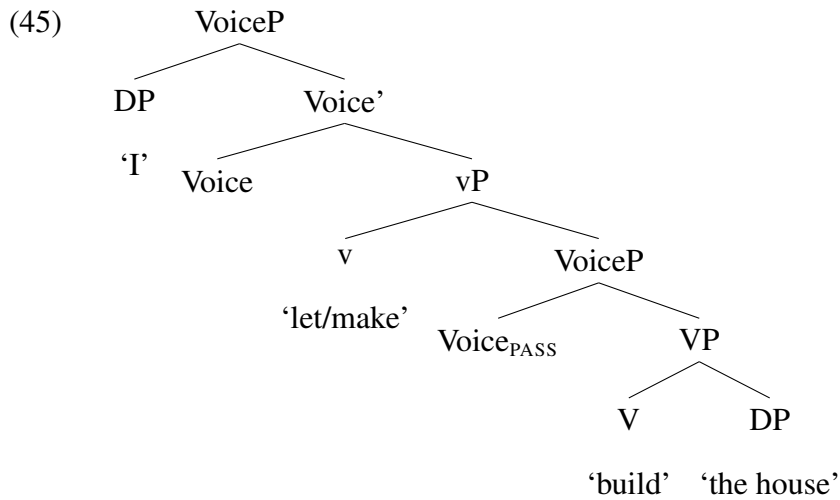 (45) VoiceP
DP Voice’
‘I’ Voice vP
v VoiceP
‘let/make’ VoicePASS VP
V DP
‘build’ ‘the house’